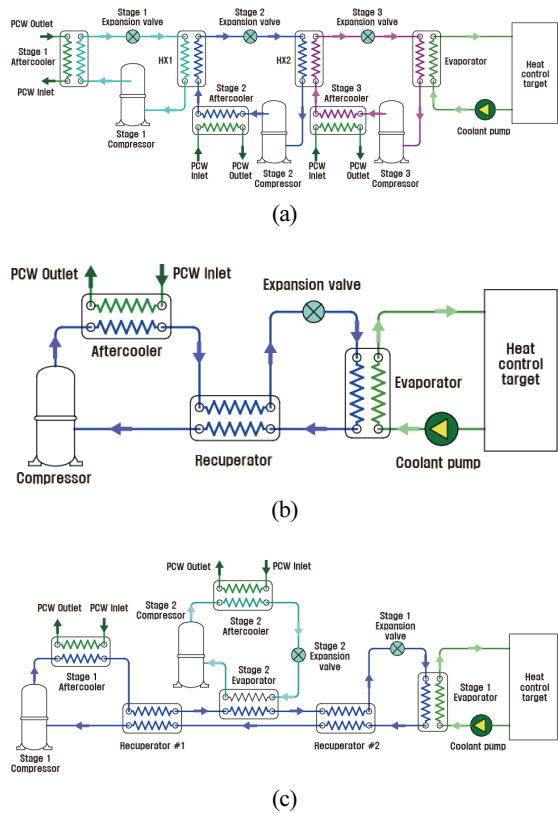 PCW Outlet
Stage 1
Aftercooler
PCW Inlet
Stage 1
Expansion valve
Stage 1
Compressor
HX1
Stage 2
Expansion valve
Stage 2
Aftercooler
PCW
Inlet
PCW
Outlet
Stage 2
Compressor
HX2
Stage 3
Expansion valve
Stage 3
Aftercooler
PCW
Inlet
PCW
Outlet
Stage 3
Compressor
Evaporator
Coolant pump
Heat
control
target
(a)
PCW Outlet
PCW Inlet
Aftercooler
Compressor
Recuperator
Expansion valve
Evaporator
Coolant pump
Heat
control
target
(b)
PCW Outlet
PCW Inlet
Stage 1
Aftercooler
Stage 1
Compressor
Recuperator #1
PCW Outlet
PCW Inlet
Stage 2
Compressor
Stage 2
Aftercooler
Stage 2
Expansion
valve
Stage 2
Evaporator
Recuperator #2
Stage 1
Expansion
valve
Stage 1
Evaporator
Coolant pump
Heat
control
target
(c)